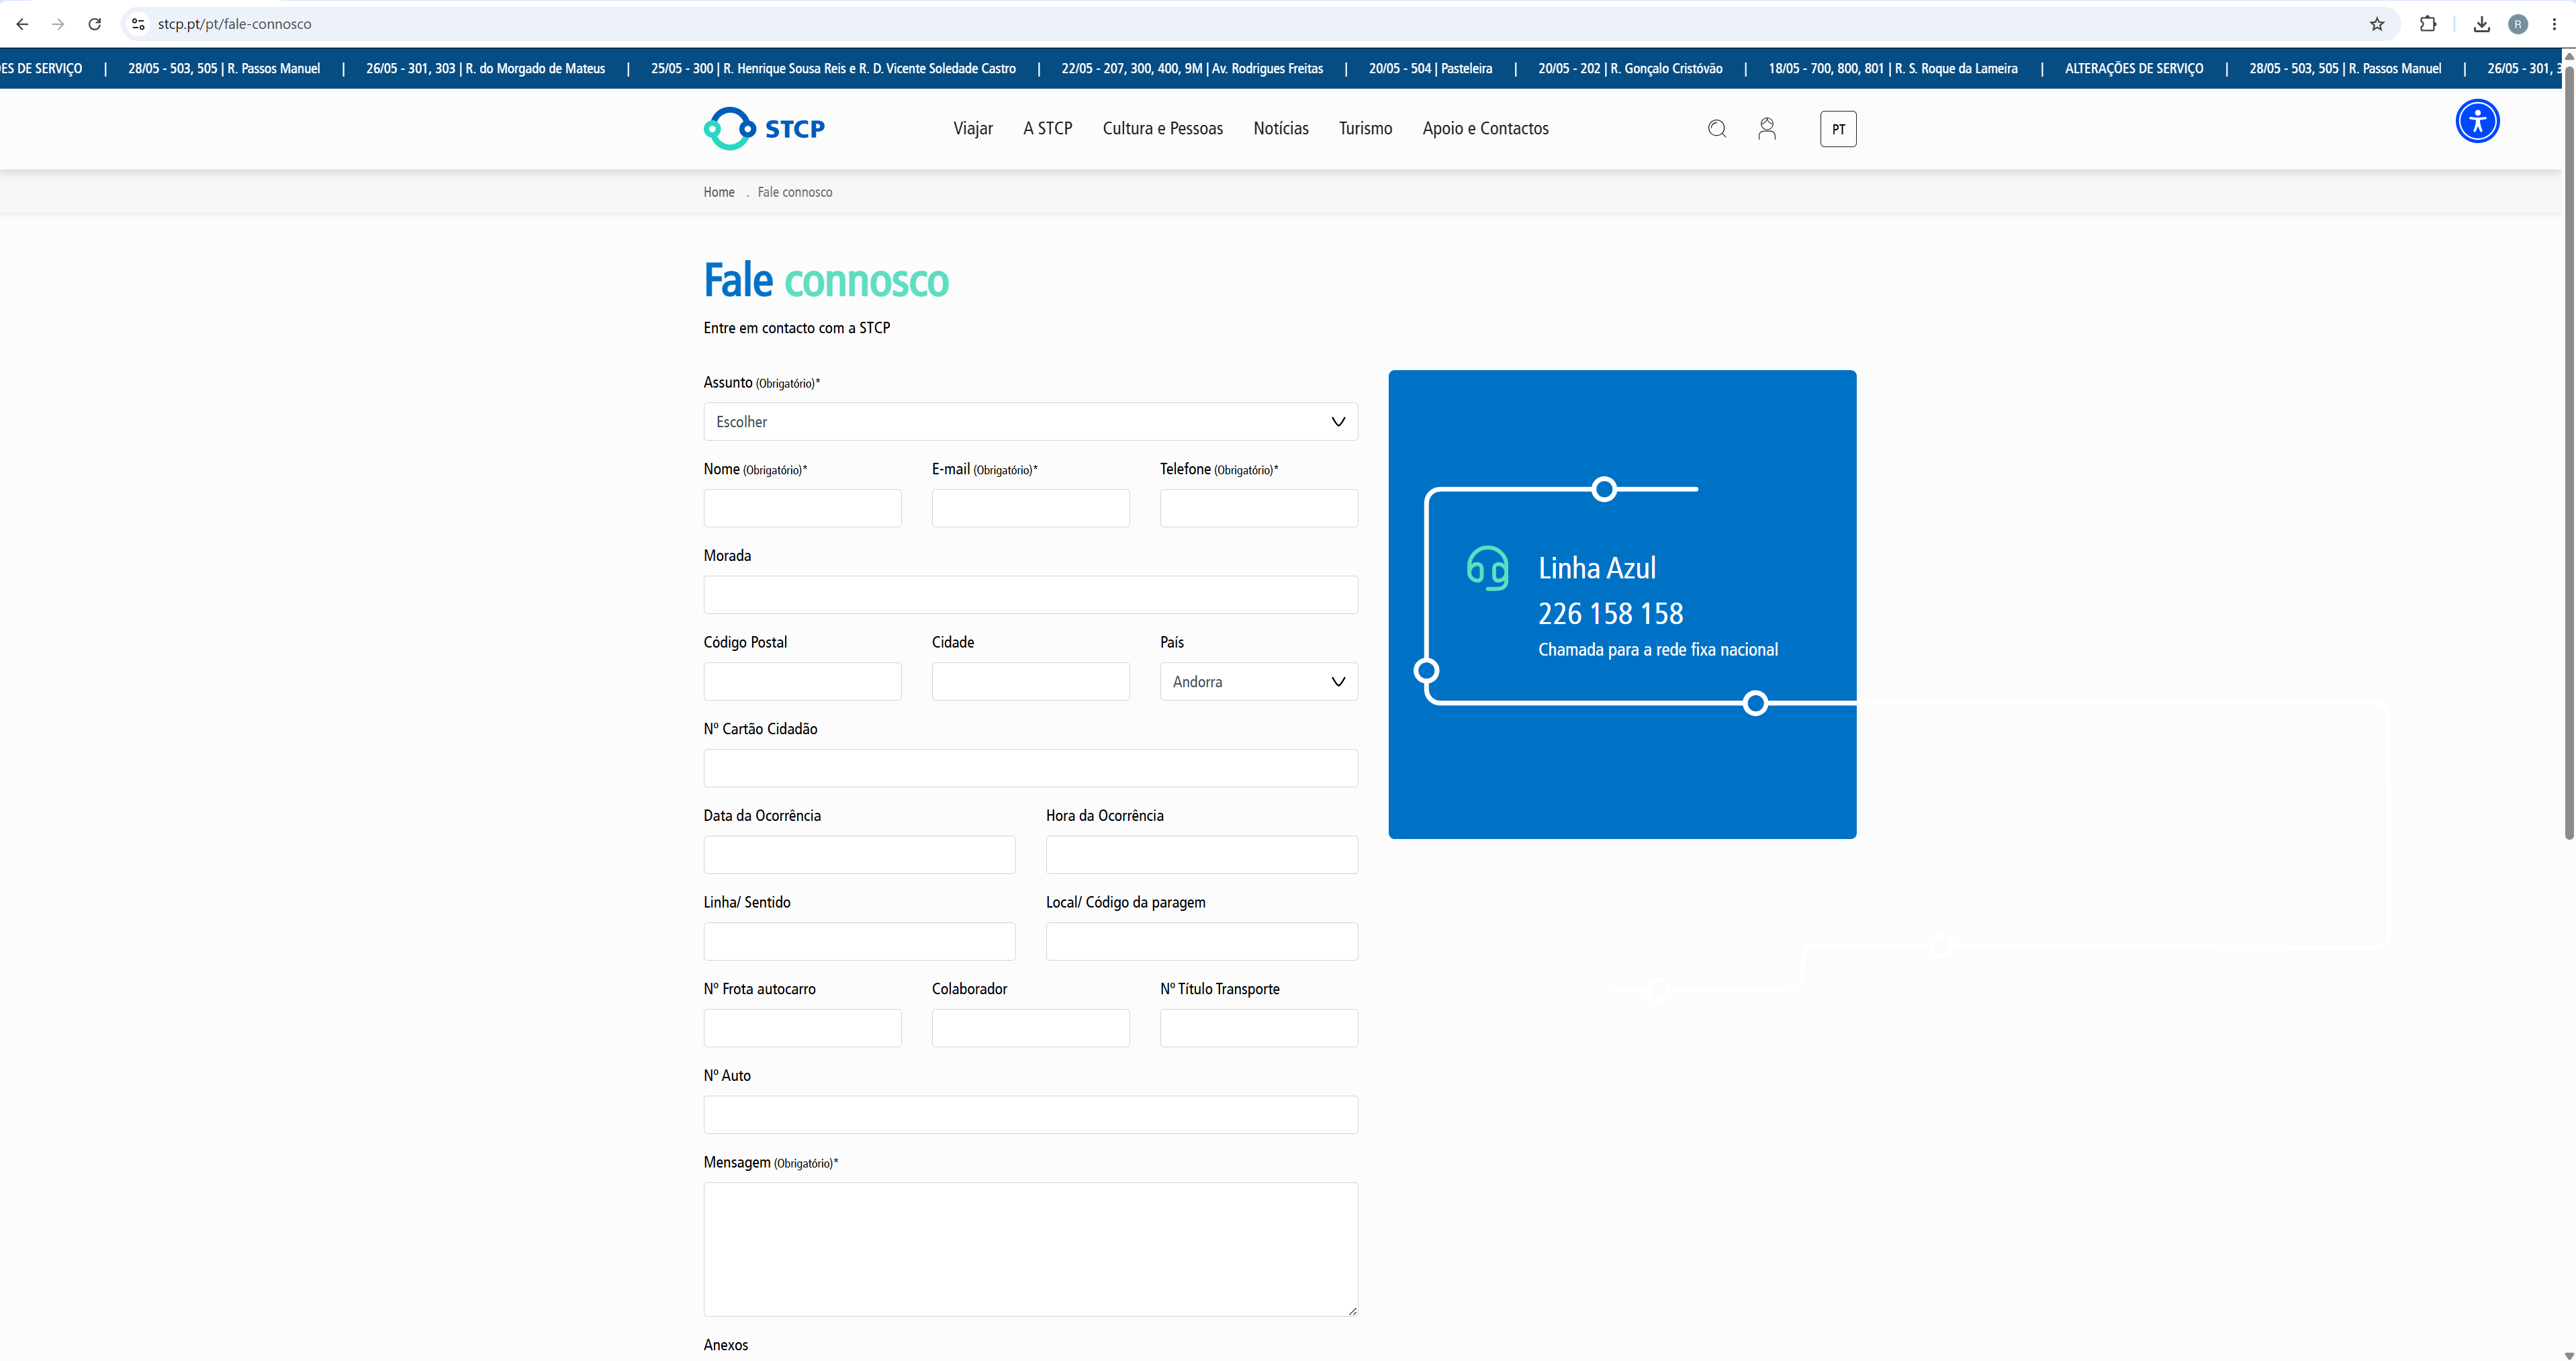 stcp.pt/pt/fale-connosco
R
ES DE SERVIÇO | 28/05 - 503, 505 | R. Passos Manuel | 26/05 - 301, 303 | R. do Morgado de Mateus | 25/05 - 300 | R. Henrique Sousa Reis e R. D. Vicente Soledade Castro | 22/05 - 207, 300, 400, 9M | Av. Rodrigues Freitas | 20/05 - 504 | Pasteleira | 20/05 - 202 | R. Gonçalo Cristóvão | 18/05 - 700, 800, 801 | R. S. Roque da Lameira | ALTERAÇÕES DE SERVIÇO | 28/05 - 503, 505 | R. Passos Manuel | 26/05 - 301, 3
STCP Viajar A STCP Cultura e Pessoas Notícias Turismo Apoio e Contactos PT
Home . Fale connosco
Fale connosco
Entre em contacto com a STCP
Assunto (Obrigatório)*
Escolher
Nome (Obrigatório)* E-mail (Obrigatório)* Telefone (Obrigatório)*
Morada
Código Postal Cidade País
Andorra
Nº Cartão Cidadão
Data da Ocorrência Hora da Ocorrência
Linha/ Sentido Local/ Código da paragem
Nº Frota autocarro Colaborador Nº Título Transporte
Nº Auto
Mensagem (Obrigatório)*
Anexos
Linha Azul
226 158 158
Chamada para a rede fixa nacional